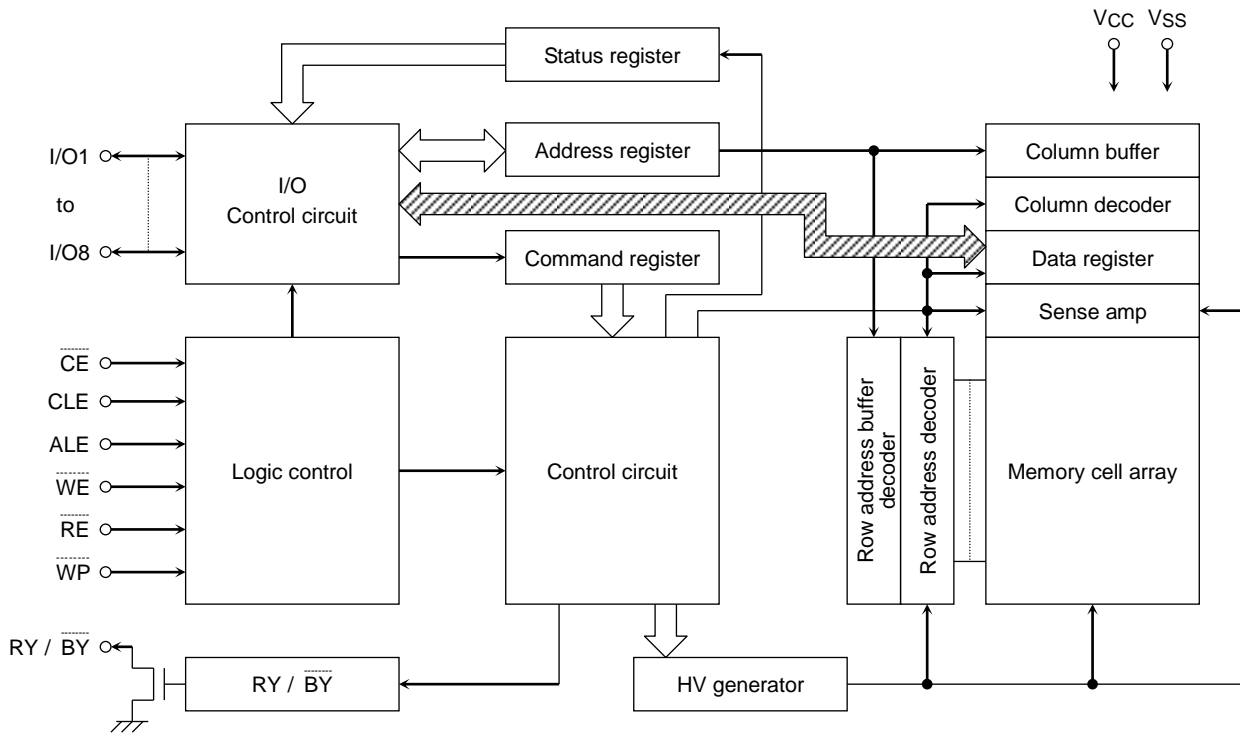 VCC VSS
Status register
I/O1
to
I/O8
I/O
Control circuit
Address register
Command register
Column buffer
Column decoder
Data register
Sense amp
CE
CLE
ALE
WE
RE
WP
Logic control
Control circuit
Row address buffer
decoder
Row address decoder
Memory cell array
RY / BY
RY / BY
HV generator